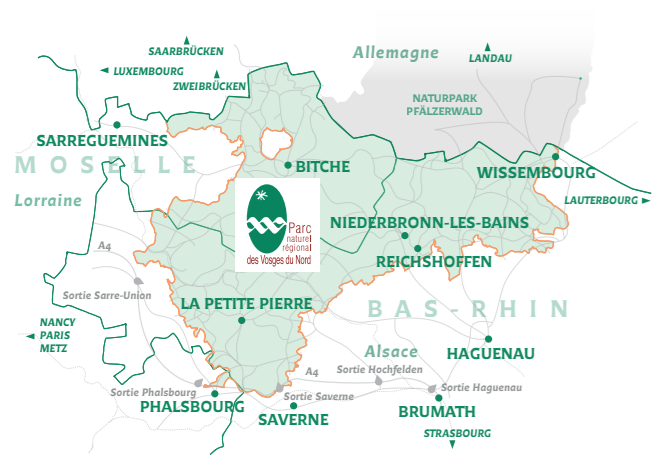 SAARBRÜCKEN
Allemagne
LANDAU
LUXEMBOURG
ZWEIBRÜCKEN
NATURPARK
PFÄLZERWALD
SARREGUEMINES
MOSELLE
BITCHE
WISSEMBOURG
Lorraine
LAUTERBOURG
Parc
naturel
régional
des Vosges du Nord
NIEDERBRONN-LES-BAINS
A4
REICHSHOFFEN
Sortie Sarre-Union
LA PETITE PIERRE
BAS-RHIN
NANCY
PARIS
METZ
Alsace
HAGUENAU
A4
Sortie Hochfelden
Sortie Phalsbourg
Sortie Saverne
Sortie Haguenau
PHALSBOURG
SAVERNE
BRUMATH
STRASBOURG